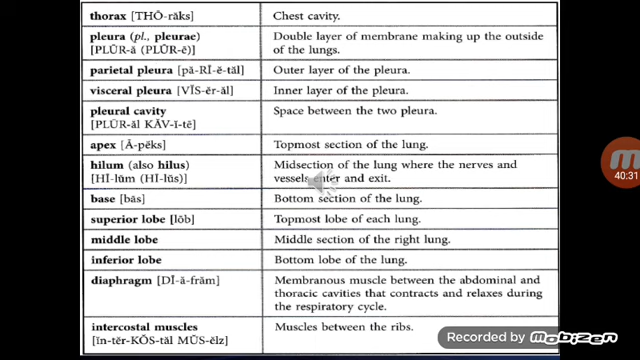 thorax [THŌ-răks] Chest cavity.
pleura (pl., pleurae) Double layer of membrane making up the outside
[PLŪR-ă (PLŪR-ē)] of the lungs.
parietal pleura [pă-RĪ-ĕ-tăl] Outer layer of the pleura.
visceral pleura [VĬS-ĕr-ăl] Inner layer of the pleura.
pleural cavity Space between the two pleura.
[PLŪR-ăl KĂV-ĭ-tē]
apex [Ā-pĕks] Topmost section of the lung.
hilum (also hilus) Midsection of the lung where the nerves and
[HĪ-lŭm (HĪ-lŭs)] vessels enter and exit.
base [bās] Bottom section of the lung.
superior lobe [lōb] Topmost lobe of each lung.
middle lobe Middle section of the right lung.
inferior lobe Bottom lobe of the lung.
diaphragm [DĪ-ă-frăm] Membranous muscle between the abdominal and
thoracic cavities that contracts and relaxes during
the respiratory cycle.
intercostal muscles Muscles between the ribs.
[ĭn-tĕr-KŎS-tăl MŬS-ĕlz]
40:31
Recorded by mobizen